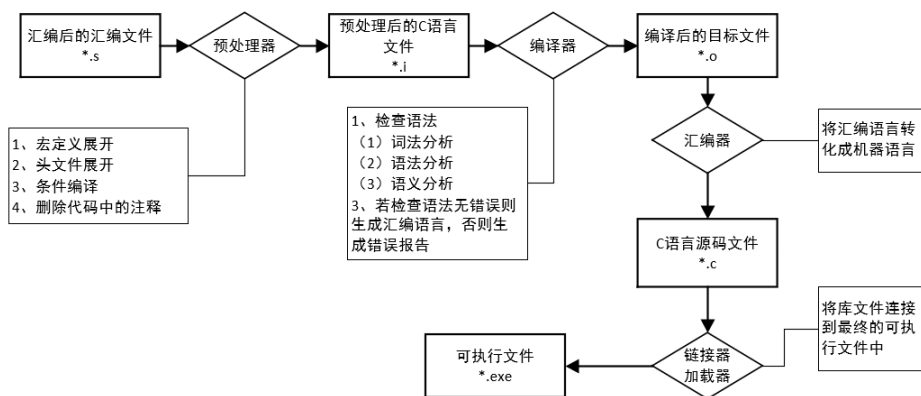 汇编后的汇编文件
*.s
预处理器
预处理后的C语言
文件
*.i
编译器
编译后的目标文件
*.o
1、宏定义展开
2、头文件展开
3、条件编译
4、删除代码中的注释
1、检查语法
（1）词法分析
（2）语法分析
（3）语义分析
3、若检查语法无错误则
生成汇编语言，否则生
成错误报告
汇编器
将汇编语言转
化成机器语言
C语言源码文件
*.c
将库文件连接
到最终的可执
行文件中
链接器
加载器
可执行文件
*.exe